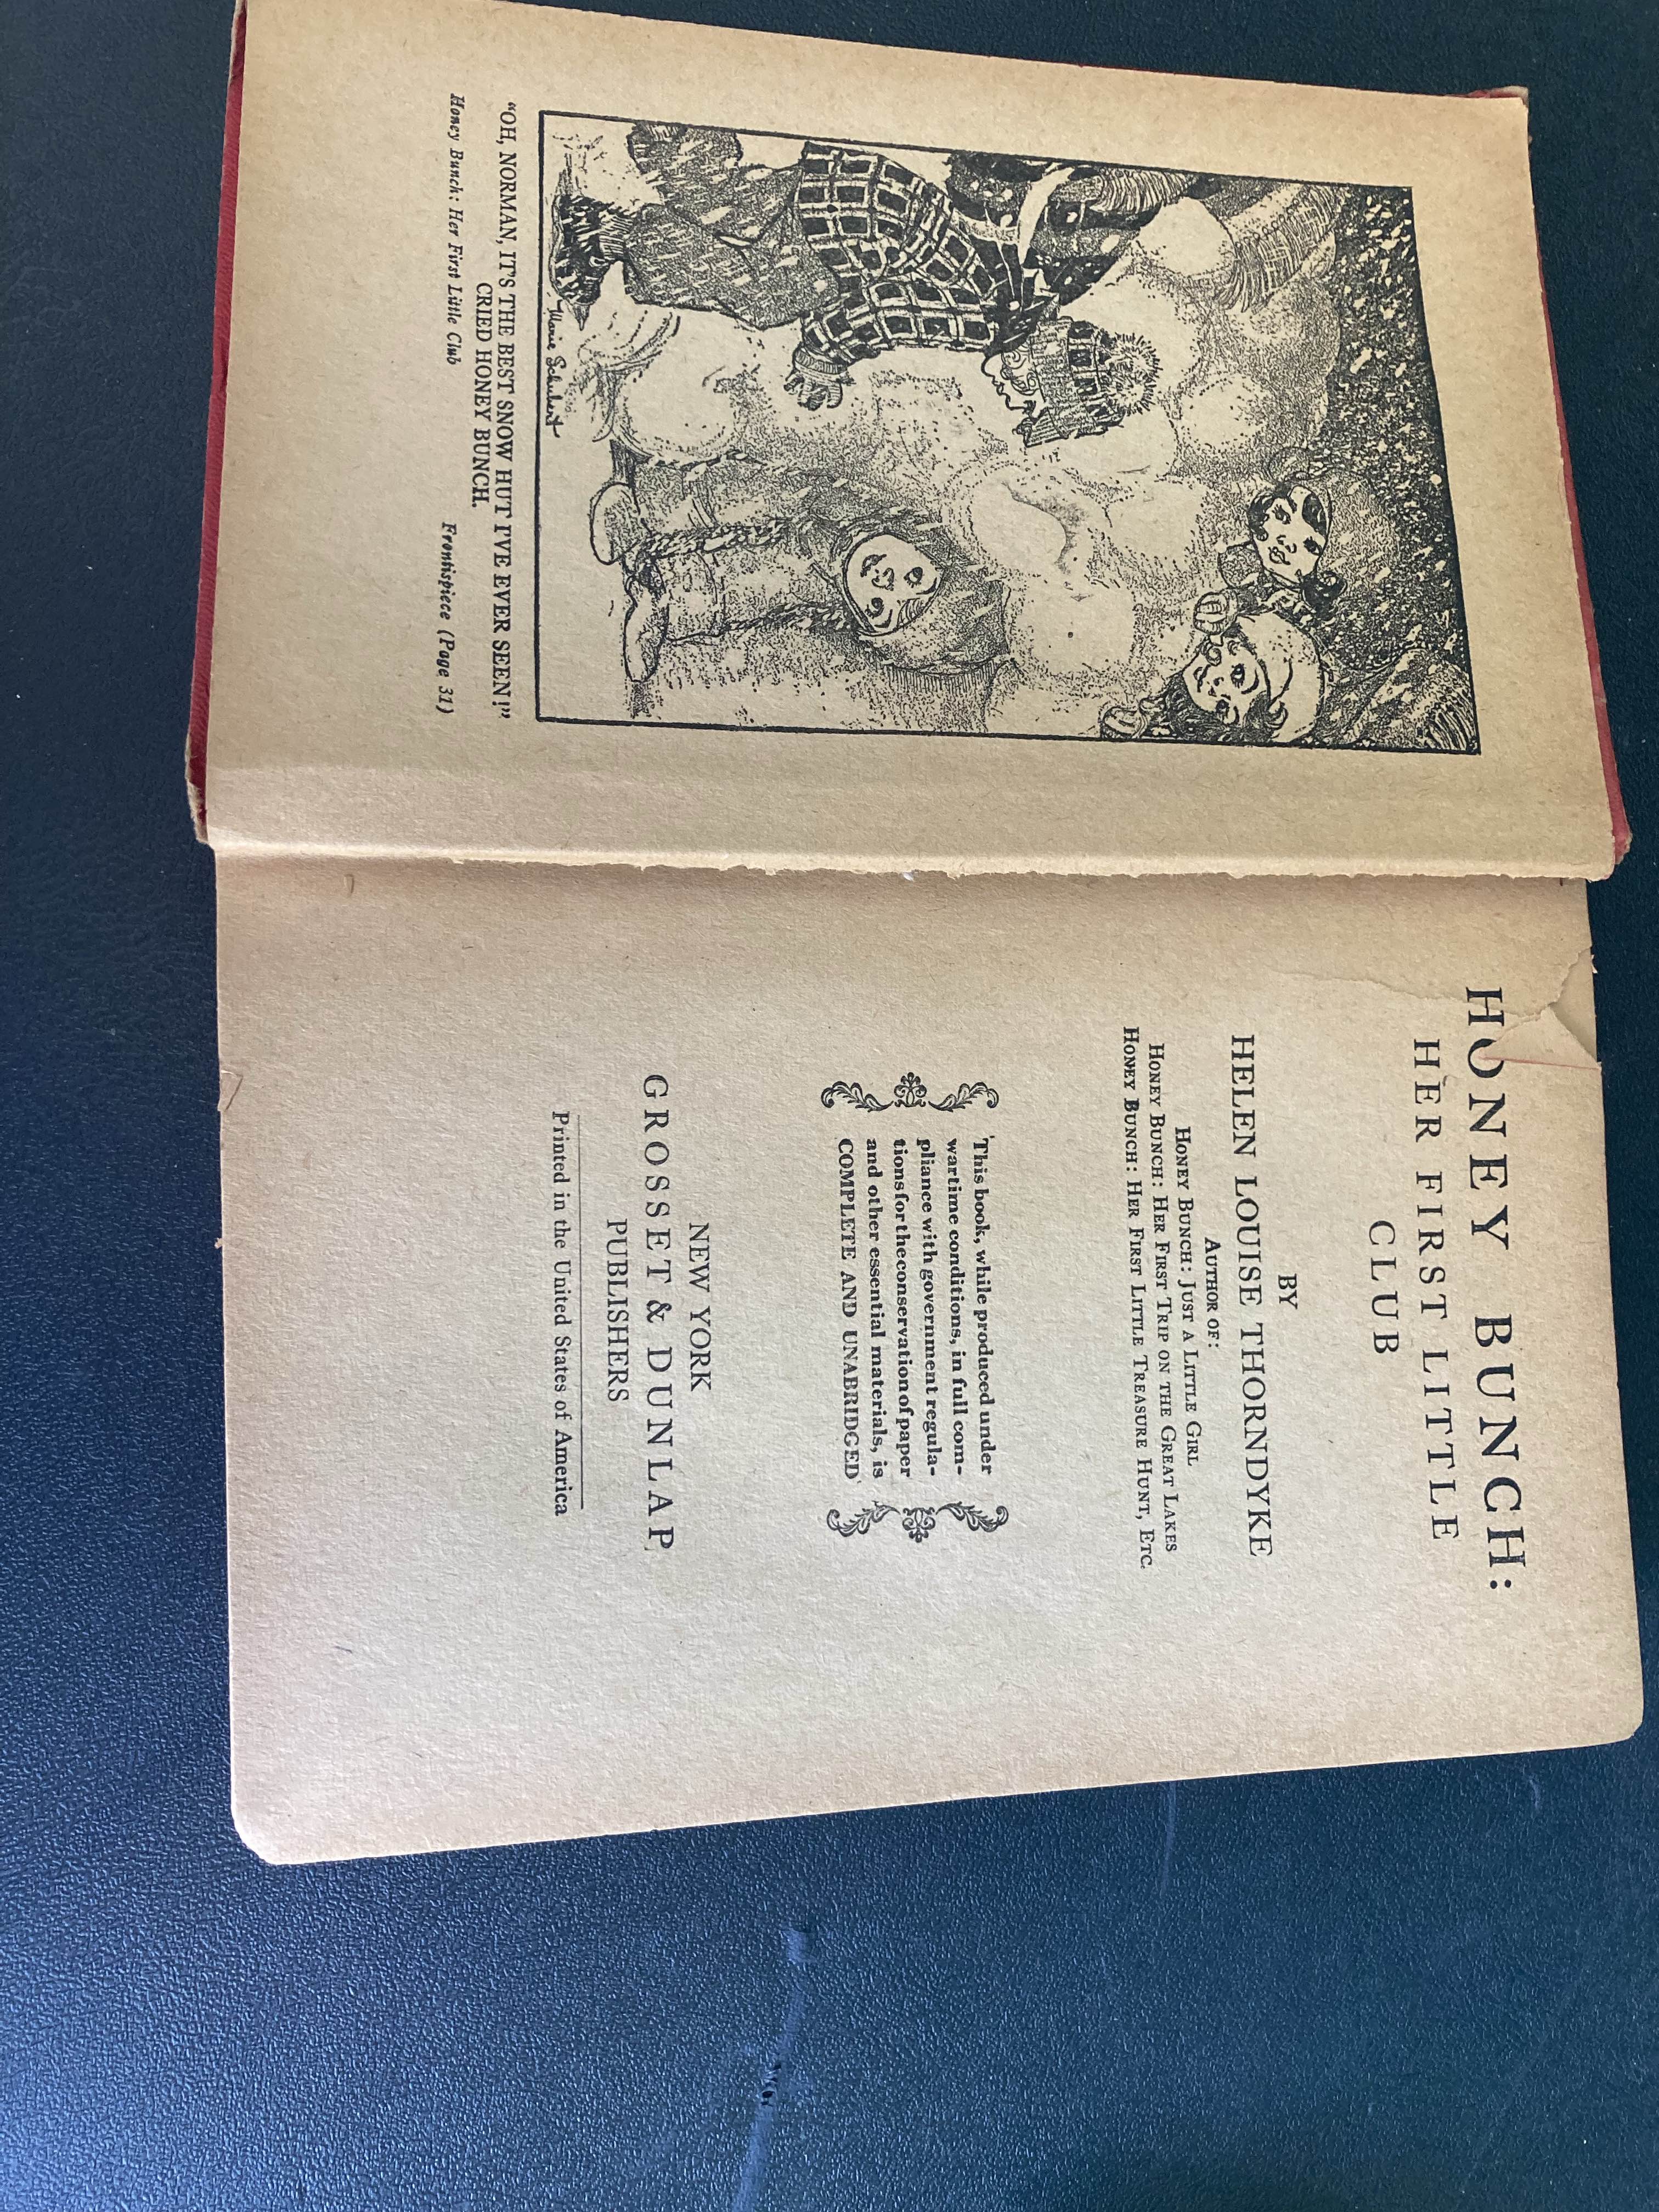 Marie Schubert
"OH, NORMAN, IT'S THE BEST SNOW HUT I'VE EVER SEEN!"
CRIED HONEY BUNCH.
Honey Bunch: Her First Little Club Frontispiece (Page 31)
HONEY BUNCH:
HER FIRST LITTLE
CLUB
BY
HELEN LOUISE THORNDYKE
AUTHOR OF:
HONEY BUNCH: JUST A LITTLE GIRL
HONEY BUNCH: HER FIRST TRIP ON THE GREAT LAKES
HONEY BUNCH: HER FIRST LITTLE TREASURE HUNT, ETC.
This book, while produced under
wartime conditions, in full com-
pliance with government regula-
tions for the conservation of paper
and other essential materials, is
COMPLETE AND UNABRIDGED
NEW YORK
GROSSET & DUNLAP
PUBLISHERS
Printed in the United States of America